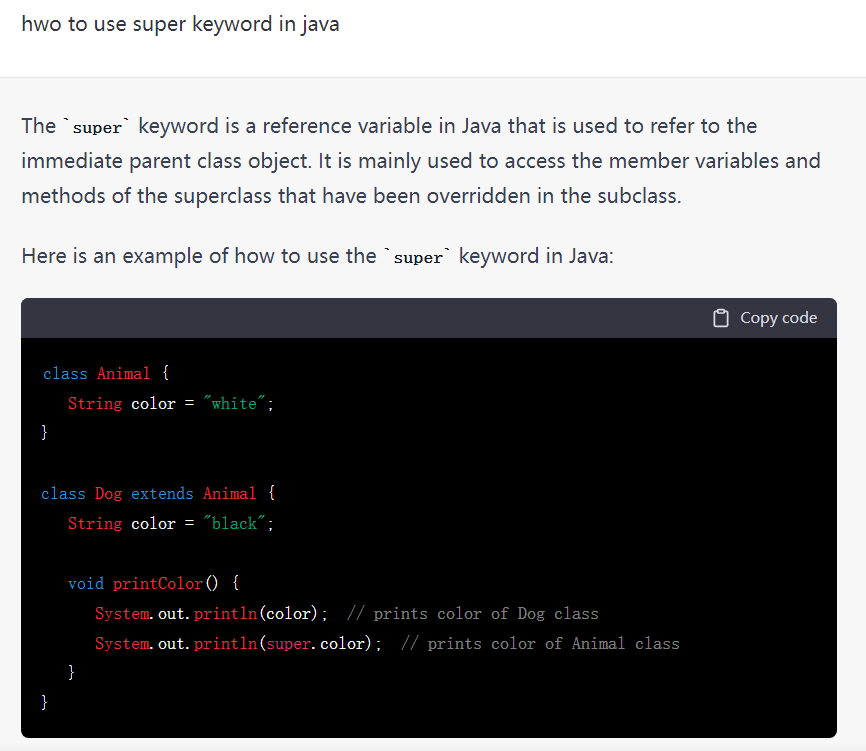 hwo to use super keyword in java
The `super` keyword is a reference variable in Java that is used to refer to the
immediate parent class object. It is mainly used to access the member variables and
methods of the superclass that have been overridden in the subclass.
Here is an example of how to use the `super` keyword in Java:
Copy code
class Animal {
   String color = "white";
}
class Dog extends Animal {
   String color = "black";
   void printColor() {
      System.out.println(color);  // prints color of Dog class
      System.out.println(super.color);  // prints color of Animal class
   }
}